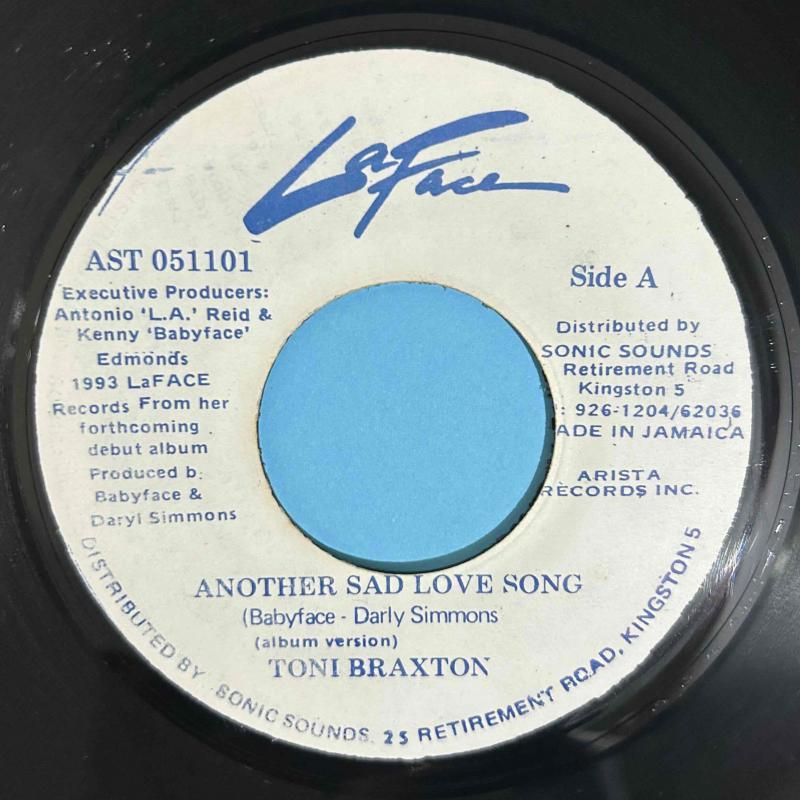 LaFace
AST 051101
Executive Producers:
Antonio 'L.A.' Reid &
Kenny 'Babyface'
Edmonds
1993 LaFACE
Records From her
forthcoming
debut album
Produced b
Babyface &
Daryl Simmons
Side A
Distributed by
SONIC SOUNDS
Retirement Road
Kingston 5
: 926-1204/62036
ADE IN JAMAICA
ARISTA
RECORDS INC.
ANOTHER SAD LOVE SONG
(Babyface - Darly Simmons
(album version)
TONI BRAXTON
DISTRIBUTED BY SONIC SOUNDS. 25 RETIREMENT ROAD, KINGSTON 5